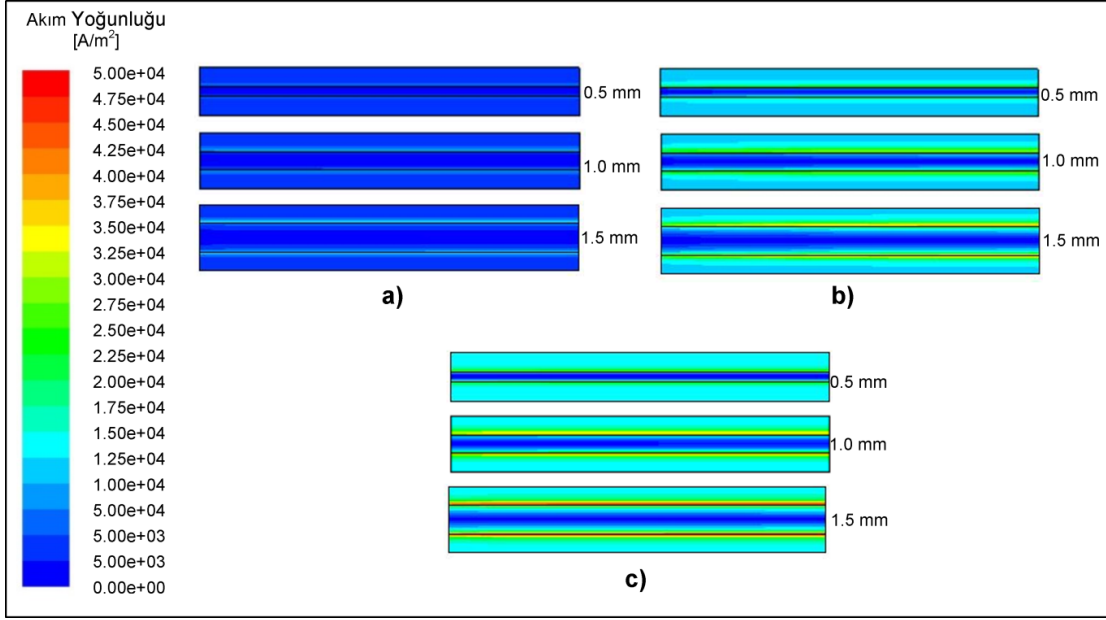 Akım Yoğunluğu
[A/m²]
5.00e+04
4.75e+04
4.50e+04
4.25e+04
4.00e+04
3.75e+04
3.50e+04
3.25e+04
3.00e+04
2.75e+04
2.50e+04
2.25e+04
2.00e+04
1.75e+04
1.50e+04
1.25e+04
1.00e+04
5.00e+04
5.00e+03
5.00e+03
0.00e+00
0.5 mm
1.0 mm
1.5 mm
a)
0.5 mm
1.0 mm
1.5 mm
b)
0.5 mm
1.0 mm
1.5 mm
c)